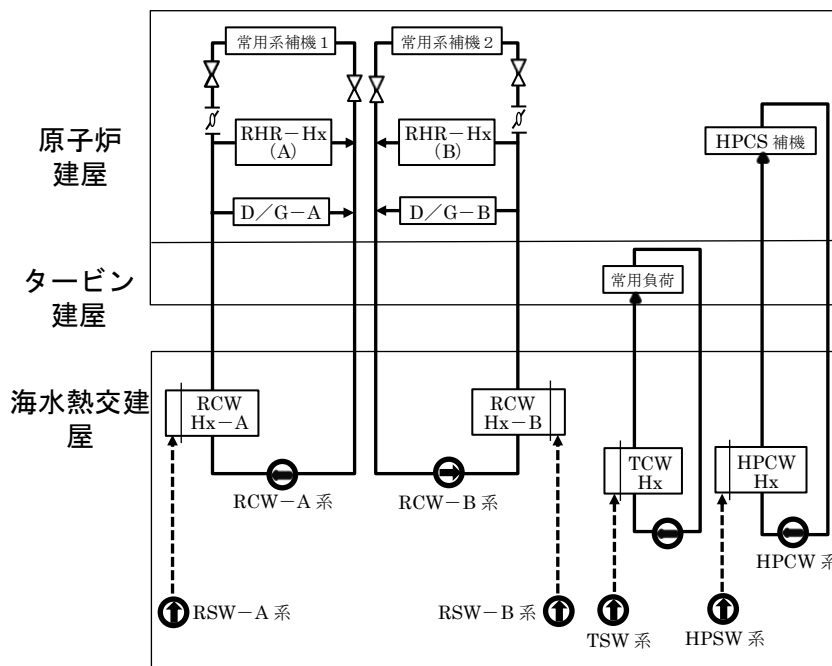 常用系補機1
常用系補機2
原子炉
建屋
RHR-Hx
(A)
RHR-Hx
(B)
HPCS 補機
D/G-A
D/G-B
タービン
建屋
常用負荷
海水熱交建
屋
RCW
Hx-A
RCW
Hx-B
TCW
Hx
HPCW
Hx
RCW-A 系
RCW-B 系
HPCW 系
RSW-A 系
RSW-B 系
TSW 系
HPSW 系